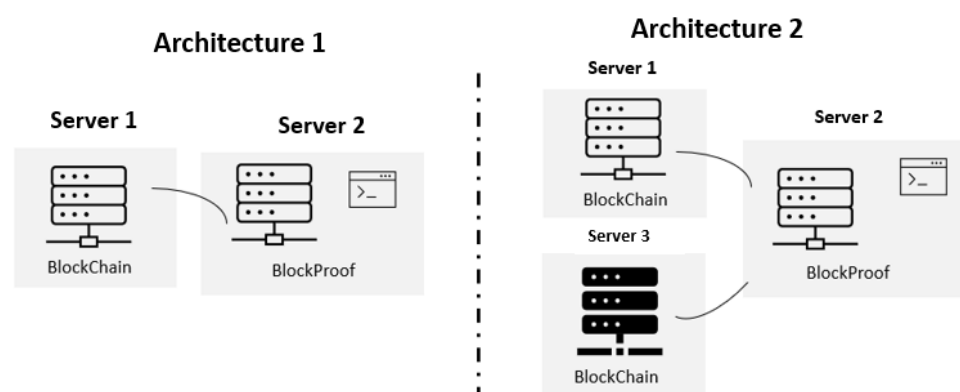 Architecture 1
Server 1
Server 2
BlockChain
BlockProof
>_
Architecture 2
Server 1
Server 2
BlockChain
>_
BlockProof
Server 3
BlockChain